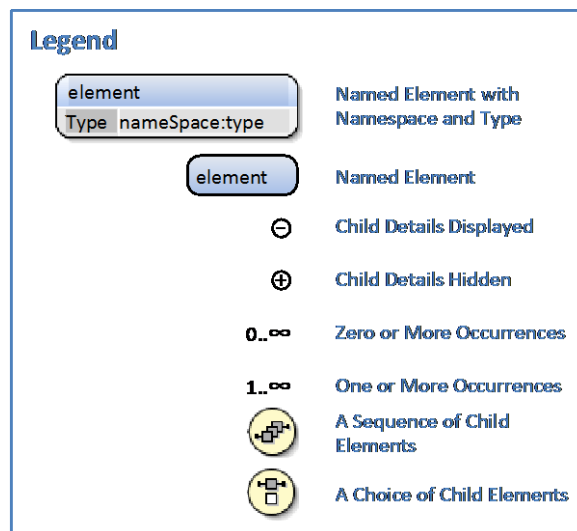 Legend
element
Type nameSpace:type
Named Element with
Namespace and Type
element
Named Element
Child Details Displayed
Child Details Hidden
0..∞
Zero or More Occurrences
1..∞
One or More Occurrences
A Sequence of Child
Elements
A Choice of Child Elements